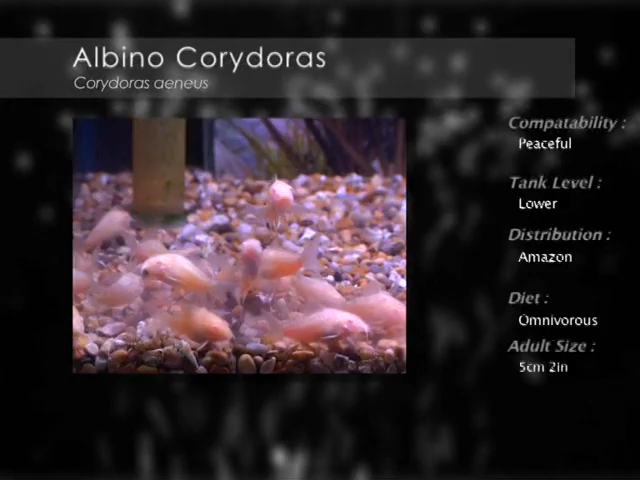 Albino Corydoras
Corydoras aeneus
Compatability :
Peaceful
Tank Level :
Lower
Distribution :
Amazon
Diet :
Omnivorous
Adult Size :
5cm 2in